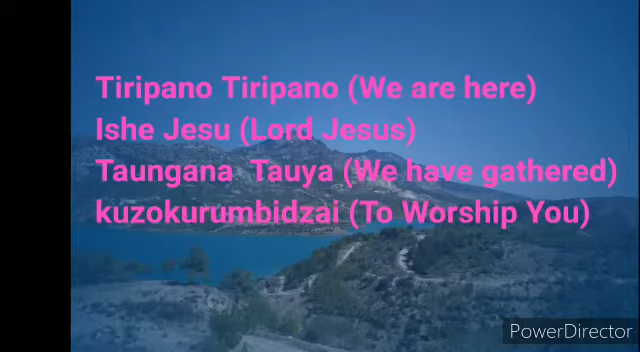 Tiripano Tiripano (We are here)
Ishe Jesu (Lord Jesus)
Taungana Tauya (We have gathered)
kuzokurumbidzai (To Worship You)
PowerDirector